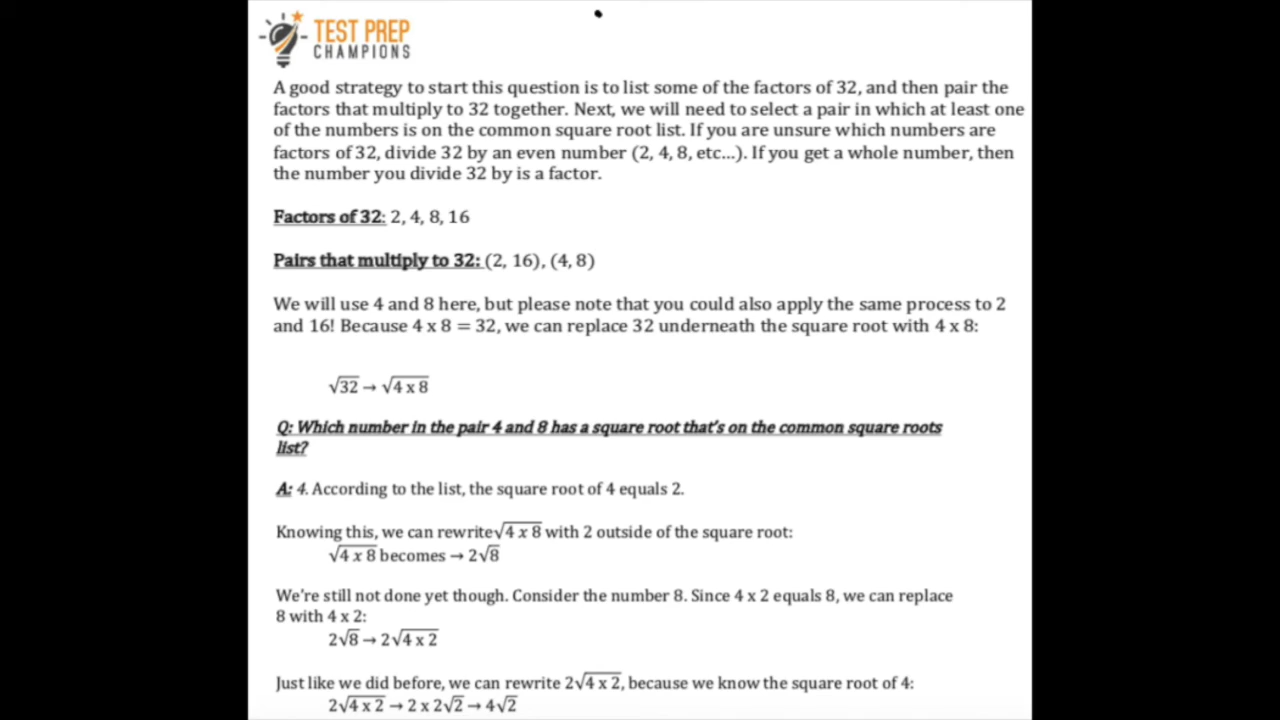 TEST PREP
CHAMPIONS
A good strategy to start this question is to list some of the factors of 32, and then pair the
factors that multiply to 32 together. Next, we will need to select a pair in which at least one
of the numbers is on the common square root list. If you are unsure which numbers are
factors of 32, divide 32 by an even number (2, 4, 8, etc...). If you get a whole number, then
the number you divide 32 by is a factor.
Factors of 32: 2, 4, 8, 16
Pairs that multiply to 32: (2, 16), (4, 8)
We will use 4 and 8 here, but please note that you could also apply the same process to 2
and 16! Because 4 x 8 = 32, we can replace 32 underneath the square root with 4 x 8:
√32 → √4 x 8
Q: Which number in the pair 4 and 8 has a square root that's on the common square roots
list?
A: 4. According to the list, the square root of 4 equals 2.
Knowing this, we can rewrite√4 x 8 with 2 outside of the square root:
√4 x 8 becomes → 2√8
We're still not done yet though. Consider the number 8. Since 4 x 2 equals 8, we can replace
8 with 4 x 2:
2√8 → 2√4 x 2
Just like we did before, we can rewrite 2√4 x 2, because we know the square root of 4:
2√4 x 2 → 2 x 2√2 → 4√2